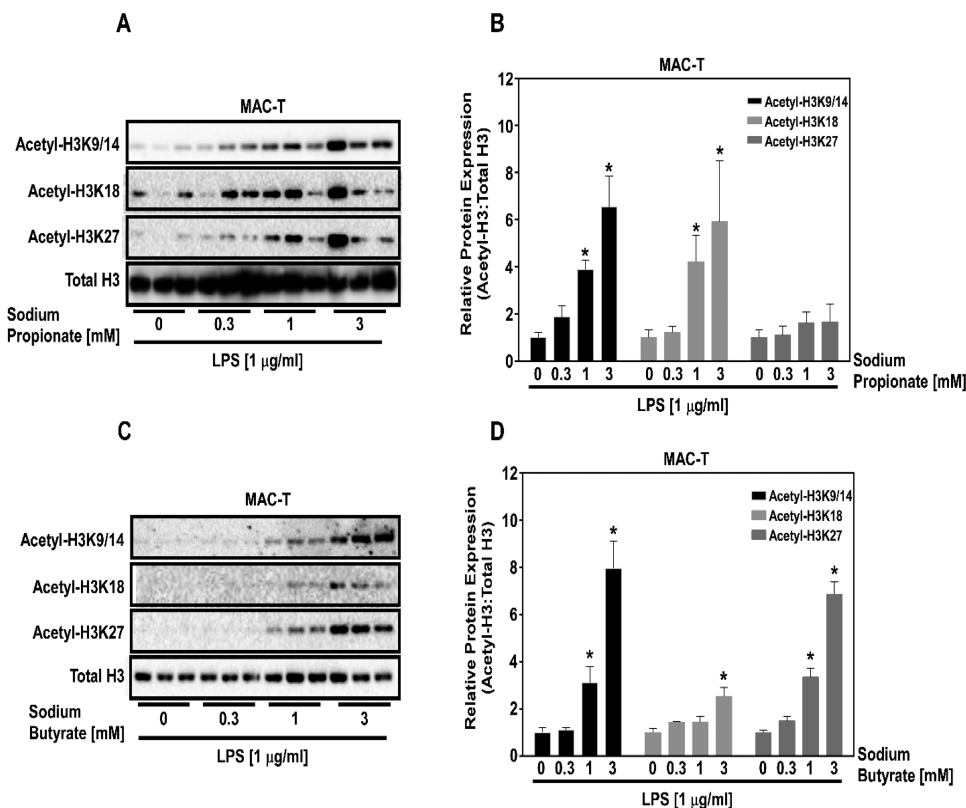 A
MAC-T
Acetyl-H3K9/14
Acetyl-H3K18
Acetyl-H3K27
Total H3
Sodium
Propionate [mM]
0 0.3 1 3
LPS [1 μg/ml]
B
MAC-T
Relative Protein Expression
(Acetyl-H3:Total H3)
12
10
8
6
4
2
0
Acetyl-H3K9/14
Acetyl-H3K18
Acetyl-H3K27
* * * *
0 0.3 1 3 0 0.3 1 3 0 0.3 1 3
Sodium
Propionate [mM]
LPS [1 μg/ml]
C
MAC-T
Acetyl-H3K9/14
Acetyl-H3K18
Acetyl-H3K27
Total H3
Sodium
Butyrate [mM]
0 0.3 1 3
LPS [1 μg/ml]
D
MAC-T
Relative Protein Expression
(Acetyl-H3:Total H3)
12
10
8
6
4
2
0
Acetyl-H3K9/14
Acetyl-H3K18
Acetyl-H3K27
* * * * *
0 0.3 1 3 0 0.3 1 3 0 0.3 1 3
Sodium
Butyrate [mM]
LPS [1 μg/ml]